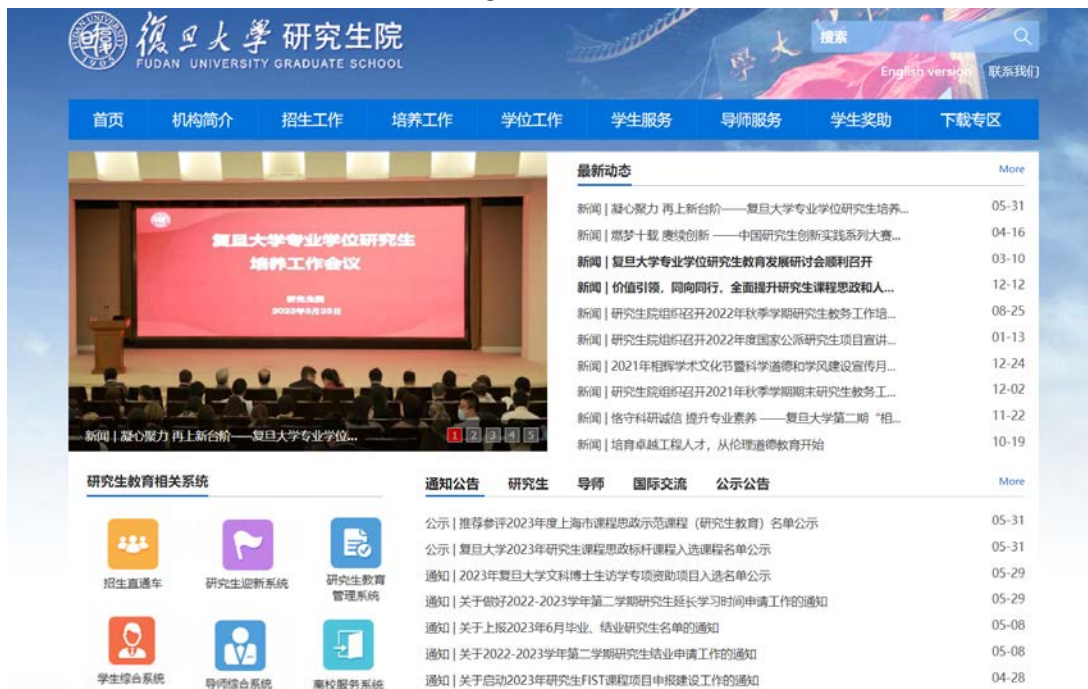 復旦大學 研究生院
FUDAN UNIVERSITY GRADUATE SCHOOL
1905
搜索
English version 联系我们
首页 机构简介 招生工作 培养工作 学位工作 学生服务 导师服务 学生奖助 下载专区
复旦大学专业学位研究生
培养工作会议
研究生院
新闻 | 凝心聚力 再上新台阶——复旦大学专业学位...
1 2 3 4 5
最新动态 More
新闻 | 凝心聚力 再上新台阶——复旦大学专业学位研究生培养... 05-31
新闻 | 燃梦十载 赓续创新 ——中国研究生创新实践系列大赛... 04-16
新闻 | 复旦大学专业学位研究生教育发展研讨会顺利召开 03-10
新闻 | 价值引领，同向同行，全面提升研究生课程思政和人... 12-12
新闻 | 研究生院组织召开2022年秋季学期研究生教务工作培... 08-25
新闻 | 研究生院组织召开2022年度国家公派研究生项目宣讲... 01-13
新闻 | 2021年相辉学术文化节暨科学道德和学风建设宣传月... 12-24
新闻 | 研究生院组织召开2021年秋季学期期末研究生教务工... 12-02
新闻 | 恪守科研诚信 提升专业素养 ——复旦大学第二期“相... 11-22
新闻 | 培育卓越工程人才，从伦理道德教育开始 10-19
研究生教育相关系统
招生直通车 研究生迎新系统 研究生教育
管理系统
学生综合系统 导师综合系统 离校服务系统
通知公告 研究生 导师 国际交流 公示公告 More
公示 | 推荐参评2023年度上海市课程思政示范课程（研究生教育）名单公示 05-31
公示 | 复旦大学2023年研究生课程思政标杆课程入选课程名单公示 05-31
通知 | 2023年复旦大学文科博士生访学专项资助项目入选名单公示 05-29
通知 | 关于做好2022-2023学年第二学期研究生延长学习时间申请工作的通知 05-29
通知 | 关于上报2023年6月毕业、结业研究生名单的通知 05-08
通知 | 关于2022-2023学年第二学期研究生结业申请工作的通知 05-08
通知 | 关于启动2023年研究生FIST课程项目申报建设工作的通知 04-28